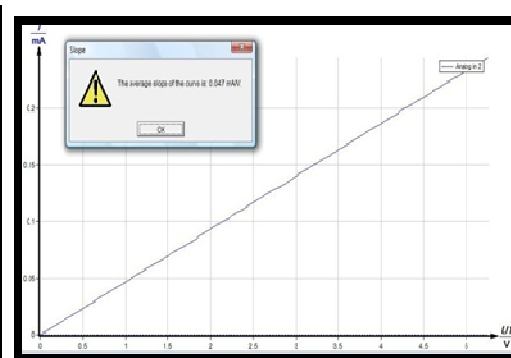 I
mA
Slope
The average slope of the curve is: 0.047 mA/V.
OK
Analog in 2
0.2
0.15
0.1
0.05
0
0 0.5 1 1.5 2 2.5 3 3.5 4 4.5 5
U1
V